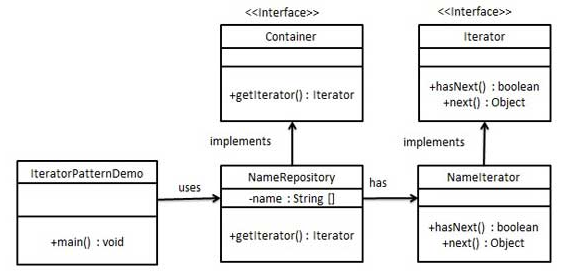 <<Interface>>
Container
+getIterator() : Iterator
<<Interface>>
Iterator
+hasNext() : boolean
+next() : Object
implements
implements
IteratorPatternDemo
+main() : void
uses
NameRepository
-name : String []
+getIterator() : Iterator
has
NameIterator
+hasNext() : boolean
+next() : Object